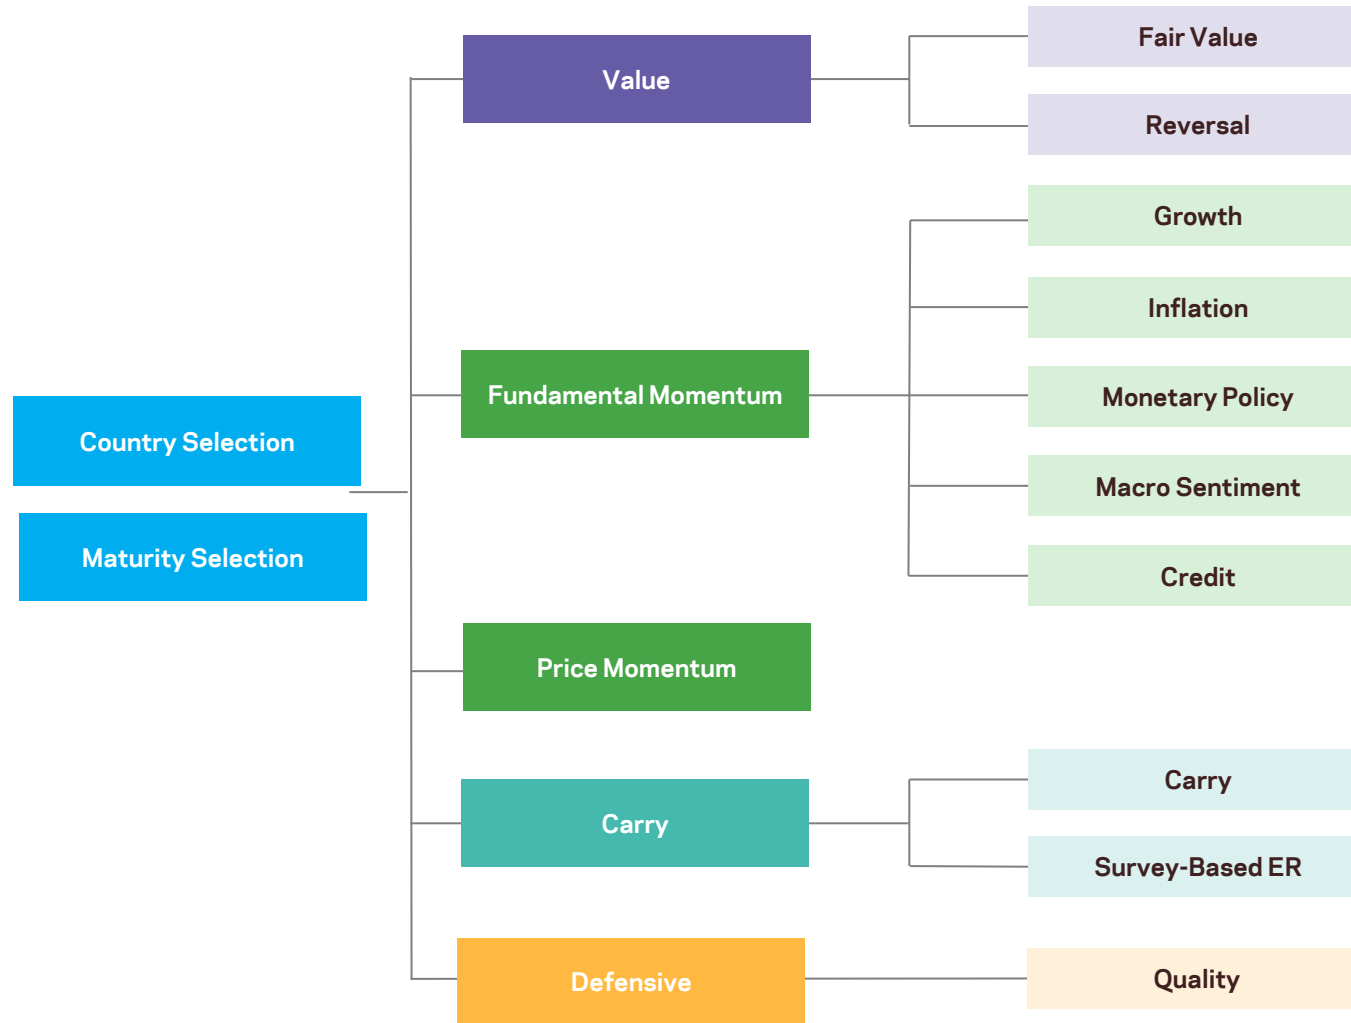 Country Selection
Maturity Selection
Value
Fair Value
Reversal
Fundamental Momentum
Growth
Inflation
Monetary Policy
Macro Sentiment
Credit
Price Momentum
Carry
Carry
Survey-Based ER
Defensive
Quality